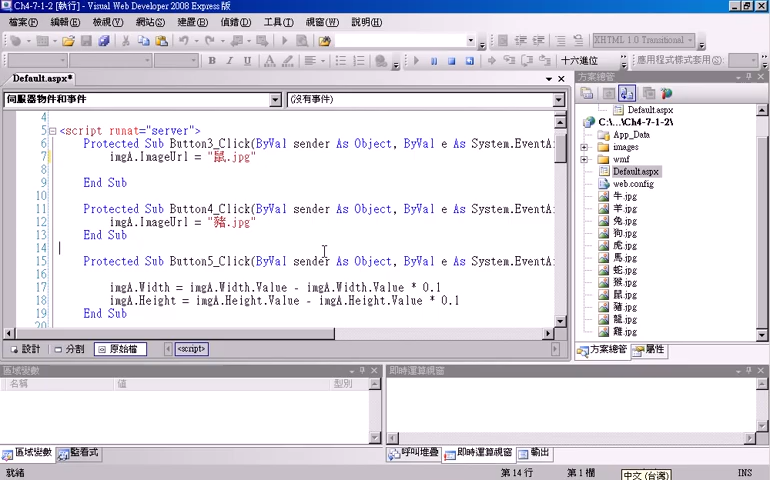 Ch4-7-1-2 [執行] - Visual Web Developer 2008 Express 版
檔案(F) 編輯(E) 檢視(V) 網站(S) 建置(B) 偵錯(D) 工具(T) 視窗(W) 說明(H)
XHTML 1.0 Transitional
十六進位 應用程式樣式套用(S):
Default.aspx*
伺服器物件和事件 (沒有事件)
4
5 <script runat="server">
6 Protected Sub Button3_Click(ByVal sender As Object, ByVal e As System.EventA
7 imgA.ImageUrl = "鼠.jpg"
8
9 End Sub
10
11 Protected Sub Button4_Click(ByVal sender As Object, ByVal e As System.EventA
12 imgA.ImageUrl = "豬.jpg"
13 End Sub
14
15 Protected Sub Button5_Click(ByVal sender As Object, ByVal e As System.EventA
16
17 imgA.Width = imgA.Width.Value - imgA.Width.Value * 0.1
18 imgA.Height = imgA.Height.Value - imgA.Height.Value * 0.1
19 End Sub
20
設計 分割 原始檔 <script>
方案總管
Default.aspx
C:\...\Ch4-7-1-2\
App_Data
images
wmf
Default.aspx
web.config
牛.jpg
羊.jpg
兔.jpg
狗.jpg
虎.jpg
馬.jpg
蛇.jpg
猴.jpg
鼠.jpg
豬.jpg
龍.jpg
雞.jpg
方案總管 屬性
區域變數
名稱 值 型別
區域變數 監看式
即時運算視窗
呼叫堆疊 即時運算視窗 輸出
就緒 第 14 行 第 1 欄 中文 (台灣) INS